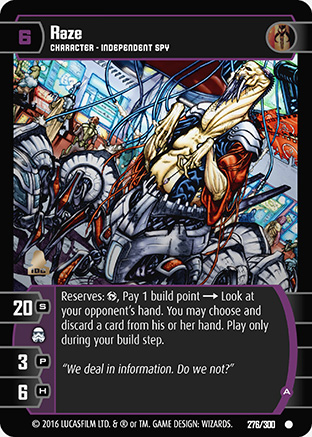 6
Raze
CHARACTER - INDEPENDENT SPY
IDC
20 S
3 P
6 H
Reserves: , Pay 1 build point → Look at
your opponent's hand. You may choose and
discard a card from his or her hand. Play only
during your build step.
"We deal in information. Do we not?"
A
© 2016 LUCASFILM LTD. & ® or TM. GAME DESIGN: WIZARDS.
276/300